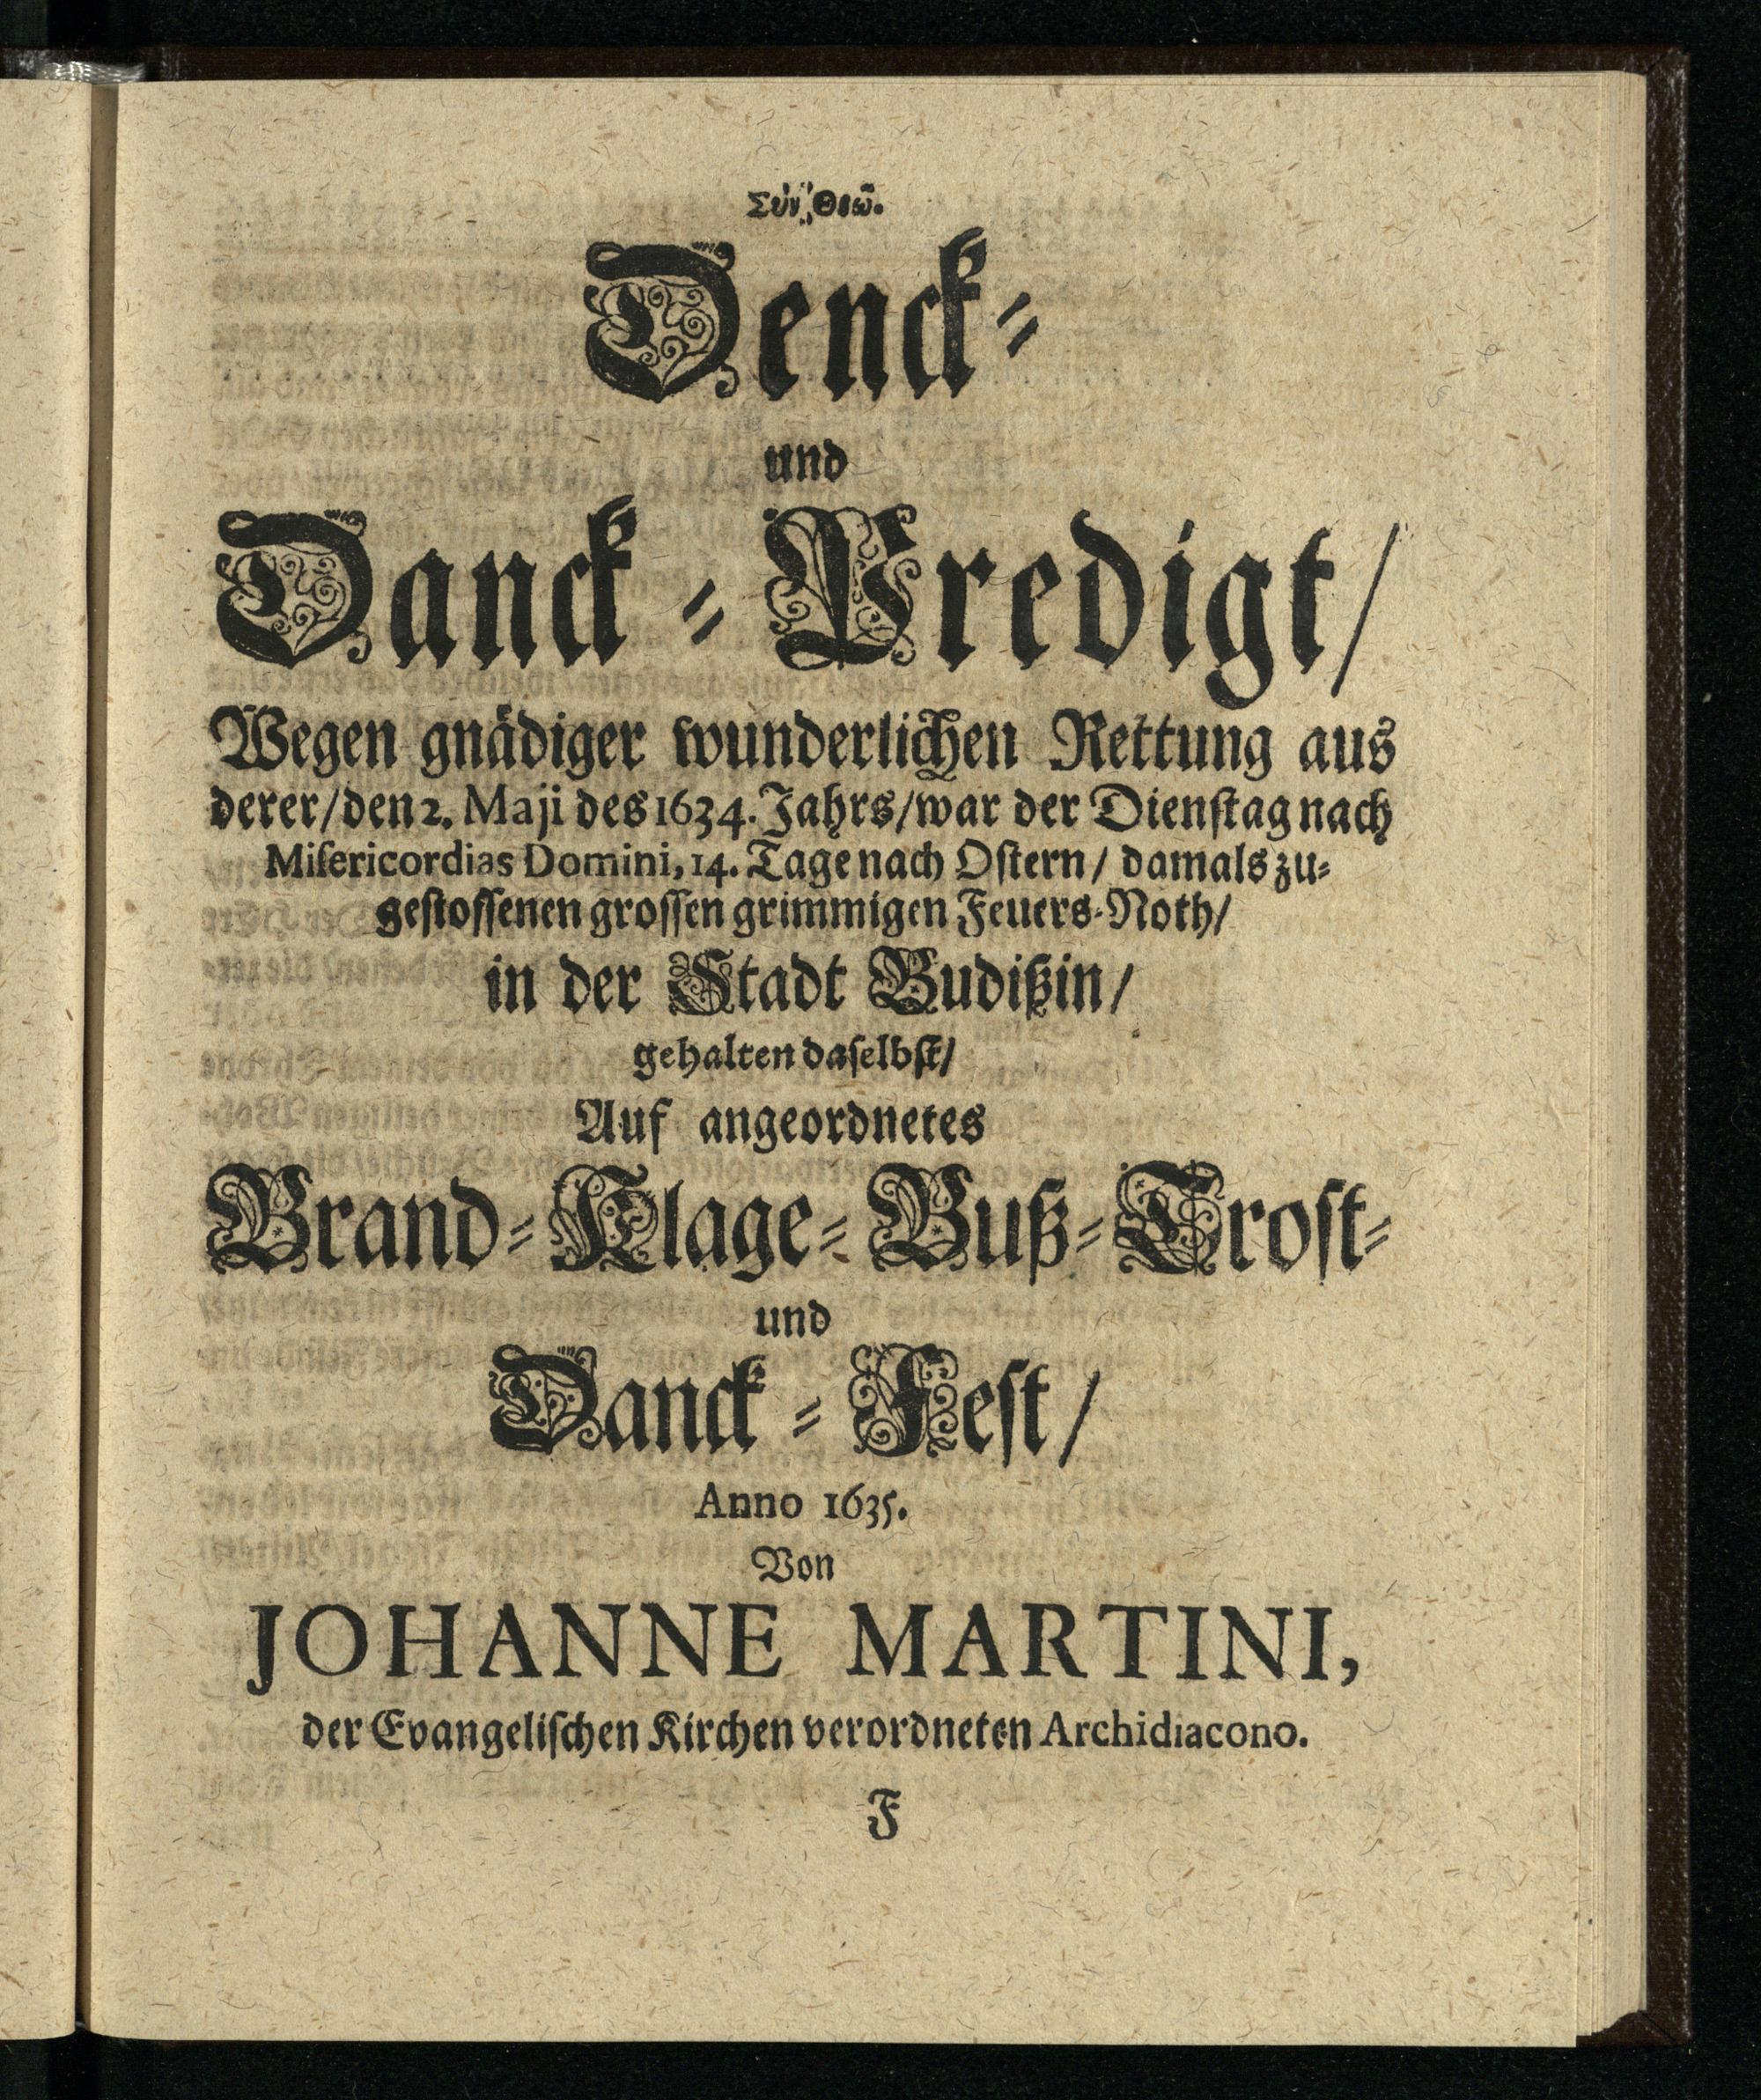 Σὺν Θεῷ.
Denck-
und
Danck-Predigt/
Wegen gnädiger wunderlichen Rettung aus
derer/den 2. Maji des 1634. Jahrs/war der Dienſtag nach
Miſericordias Domini, 14. Tage nach Oſtern/ damals zu-
geſtoſſenen groſſen grimmigen Feuers-Noth/
in der Stadt Budißin/
gehalten daſelbſt/
Auf angeordnetes
Brand-Klage-Buß-Troſt-
und
Danck-Feſt/
Anno 1635.
Von
JOHANNE MARTINI,
der Evangeliſchen Kirchen verordneten Archidiacono.
F